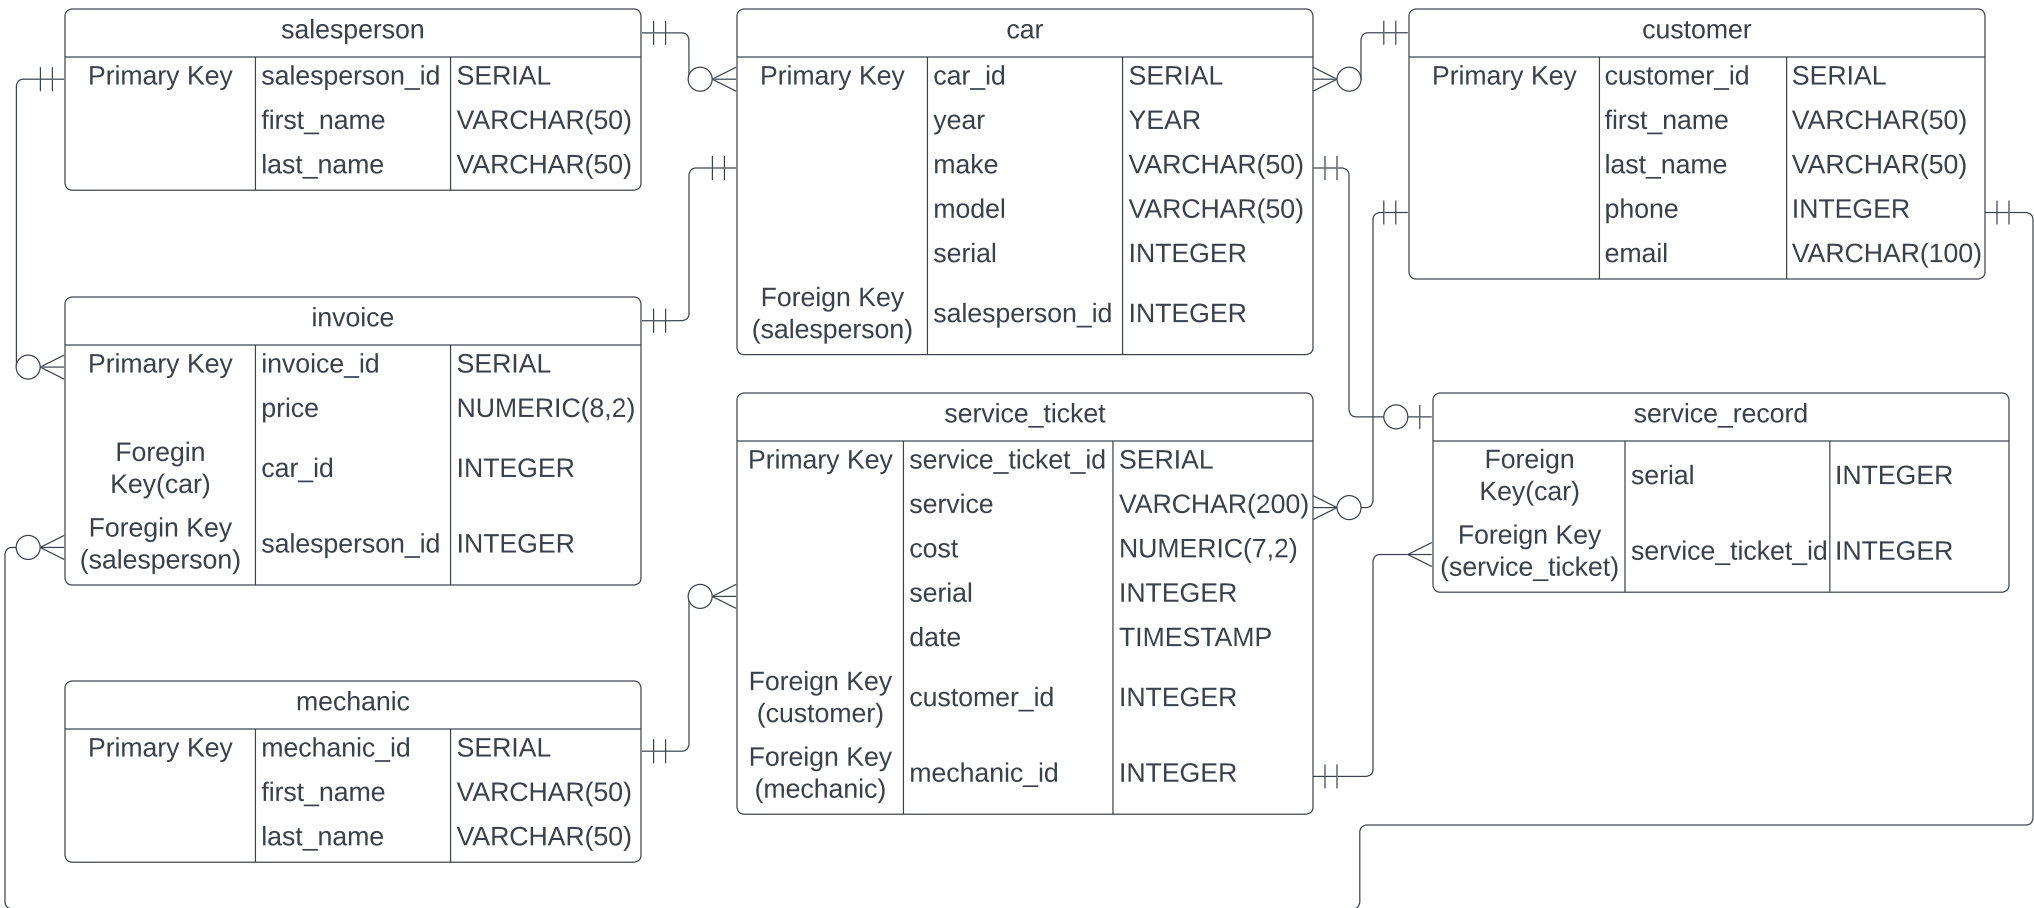 salesperson
Primary Key salesperson_id SERIAL
first_name VARCHAR(50)
last_name VARCHAR(50)
car
Primary Key car_id SERIAL
year YEAR
make VARCHAR(50)
model VARCHAR(50)
serial INTEGER
Foreign Key
(salesperson) salesperson_id INTEGER
customer
Primary Key customer_id SERIAL
first_name VARCHAR(50)
last_name VARCHAR(50)
phone INTEGER
email VARCHAR(100)
invoice
Primary Key invoice_id SERIAL
price NUMERIC(8,2)
Foregin
Key(car) car_id INTEGER
Foregin Key
(salesperson) salesperson_id INTEGER
service_ticket
Primary Key service_ticket_id SERIAL
service VARCHAR(200)
cost NUMERIC(7,2)
serial INTEGER
date TIMESTAMP
Foreign Key
(customer) customer_id INTEGER
Foreign Key
(mechanic) mechanic_id INTEGER
service_record
Foreign
Key(car) serial INTEGER
Foreign Key
(service_ticket) service_ticket_id INTEGER
mechanic
Primary Key mechanic_id SERIAL
first_name VARCHAR(50)
last_name VARCHAR(50)